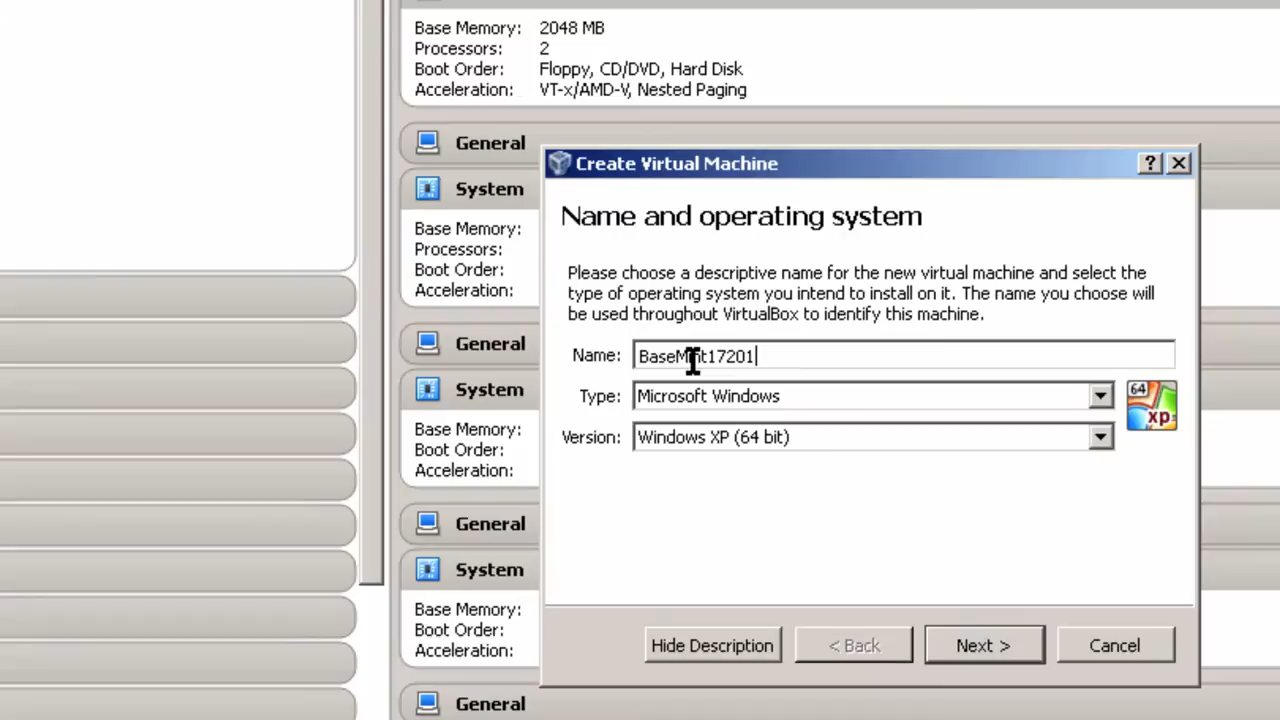 Base Memory: 2048 MB
Processors: 2
Boot Order: Floppy, CD/DVD, Hard Disk
Acceleration: VT-x/AMD-V, Nested Paging
General
System
Base Memory:
Processors:
Boot Order:
Acceleration:
General
System
Base Memory:
Boot Order:
Acceleration:
General
System
Base Memory:
Boot Order:
Acceleration:
General
Create Virtual Machine
Name and operating system
Please choose a descriptive name for the new virtual machine and select the
type of operating system you intend to install on it. The name you choose will
be used throughout VirtualBox to identify this machine.
Name: BaseMint17201
Type: Microsoft Windows
64
xp
Version: Windows XP (64 bit)
Hide Description
< Back
Next >
Cancel